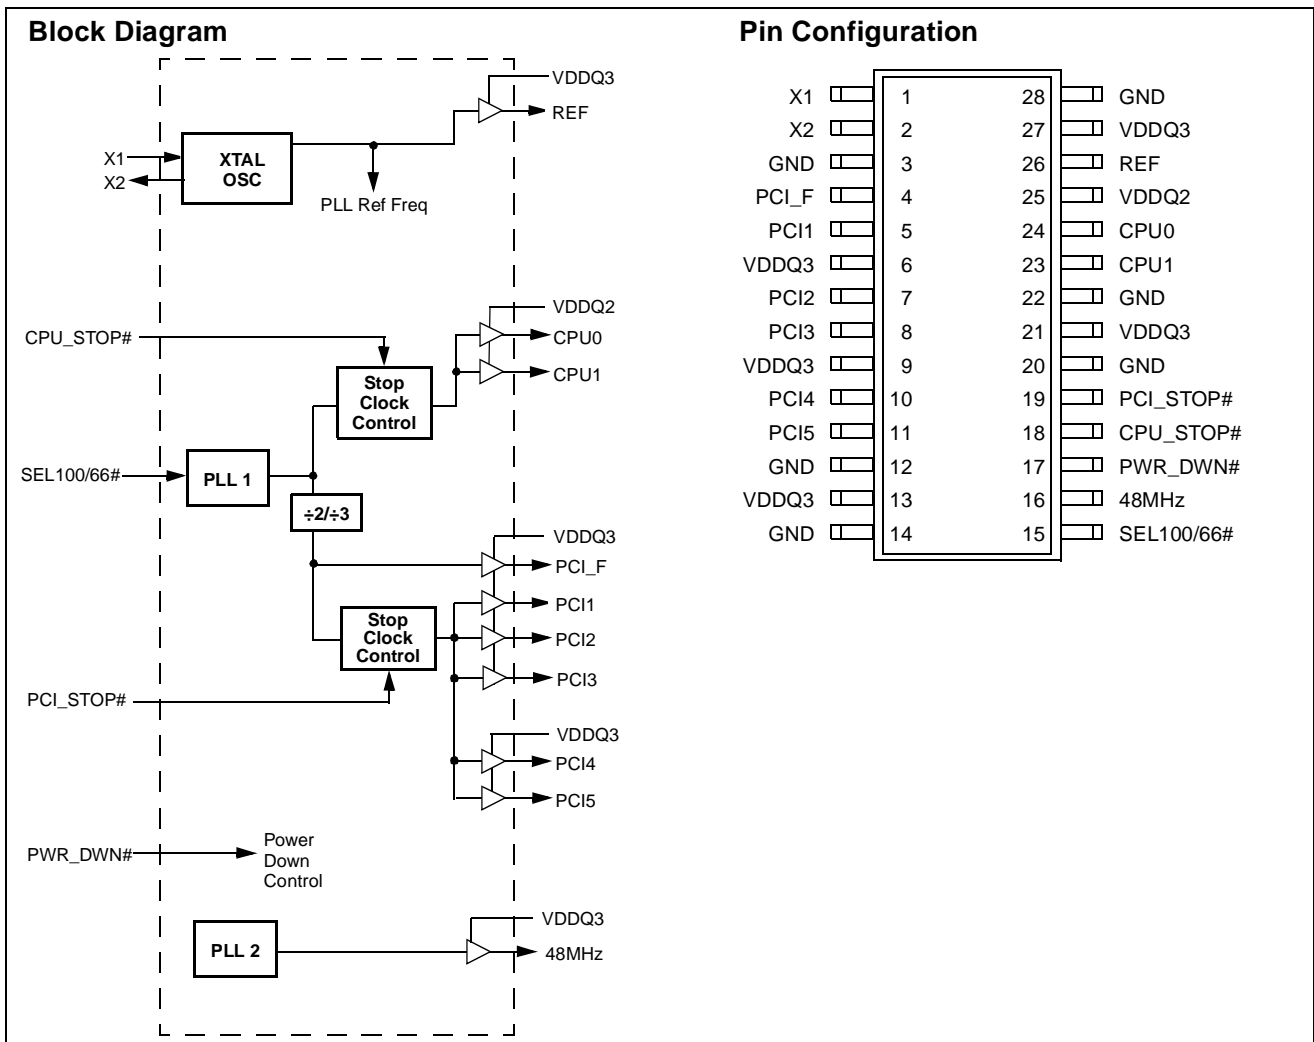 Block Diagram
VDDQ3
REF
X1
X2
XTAL
OSC
PLL Ref Freq
VDDQ2
CPU_STOP#
CPU0
CPU1
Stop
Clock
Control
SEL100/66#
PLL 1
÷2/÷3
VDDQ3
PCI_F
PCI1
Stop
Clock
Control
PCI2
PCI3
PCI_STOP#
VDDQ3
PCI4
PCI5
PWR_DWN#
Power
Down
Control
VDDQ3
PLL 2
48MHz
Pin Configuration
X1 1 28 GND
X2 2 27 VDDQ3
GND 3 26 REF
PCI_F 4 25 VDDQ2
PCI1 5 24 CPU0
VDDQ3 6 23 CPU1
PCI2 7 22 GND
PCI3 8 21 VDDQ3
VDDQ3 9 20 GND
PCI4 10 19 PCI_STOP#
PCI5 11 18 CPU_STOP#
GND 12 17 PWR_DWN#
VDDQ3 13 16 48MHz
GND 14 15 SEL100/66#